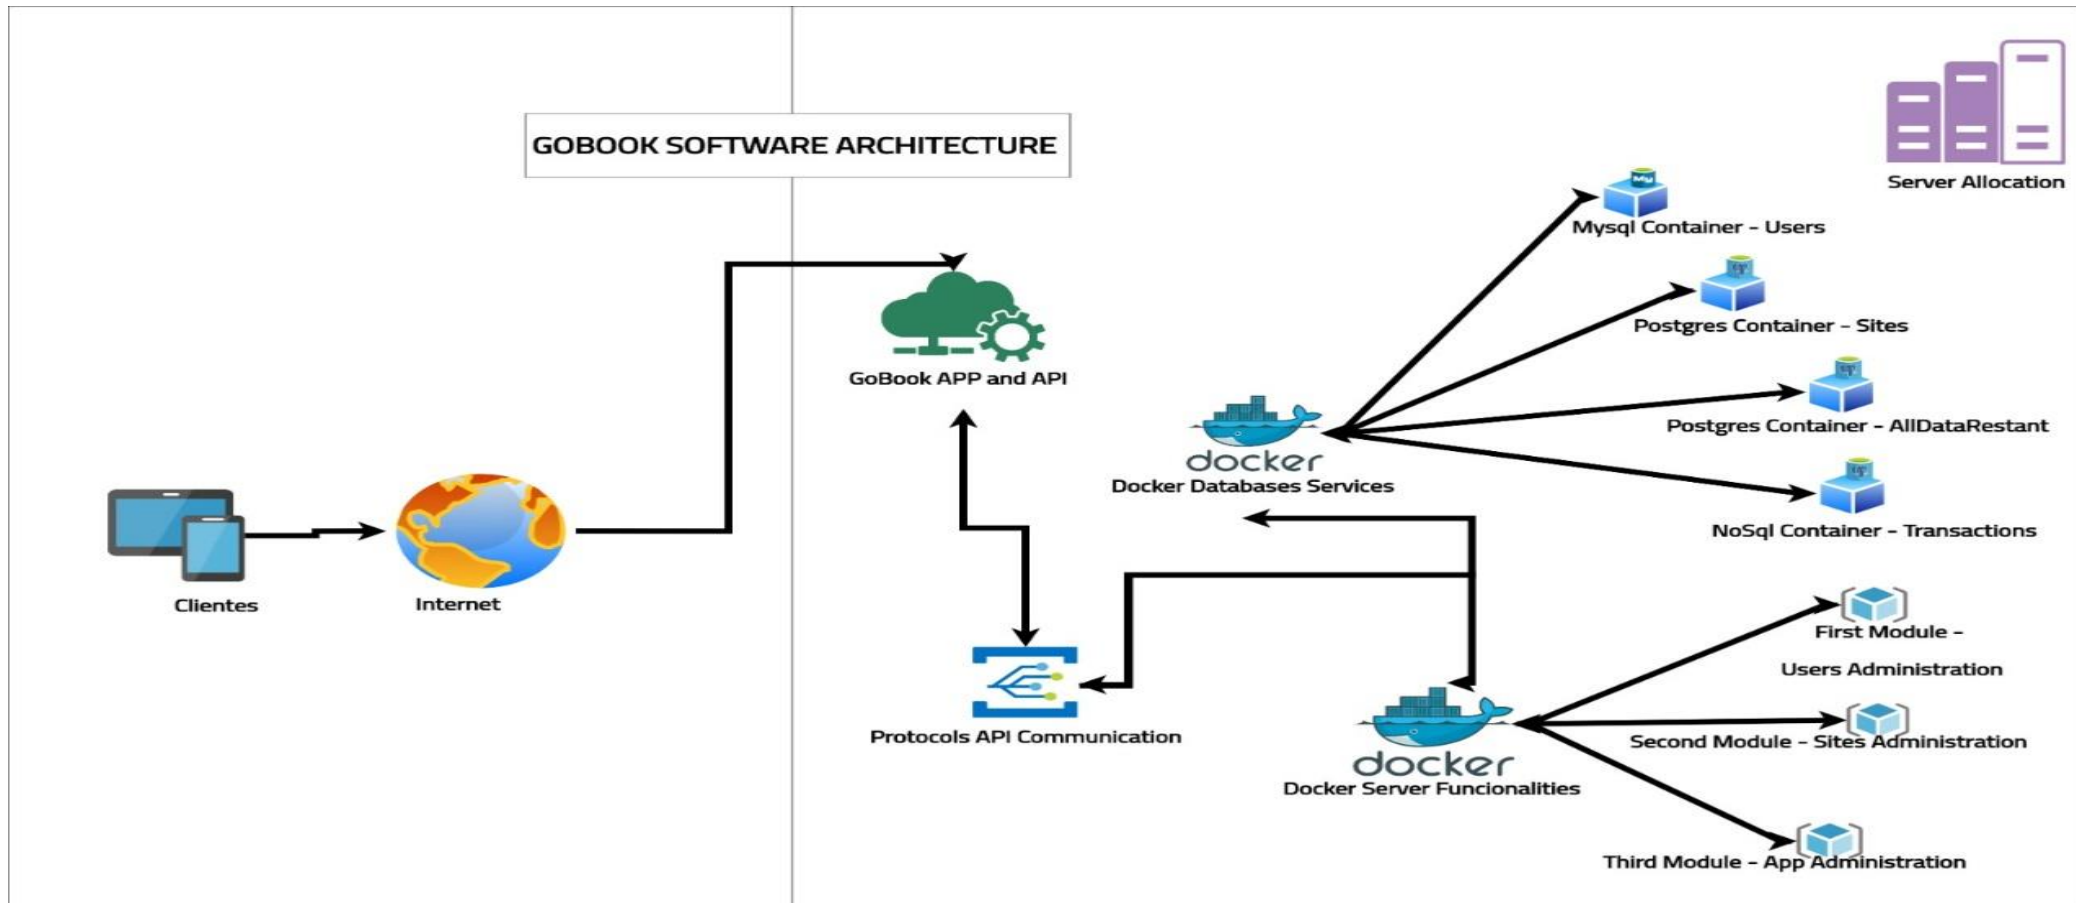 GOBOOK SOFTWARE ARCHITECTURE
Server Allocation
My
Mysql Container - Users
Postgres Container - Sites
GoBook APP and API
Postgres Container - AllDataRestant
docker
Docker Databases Services
NoSql Container - Transactions
Clientes
Internet
First Module -
Users Administration
Protocols API Communication
Second Module - Sites Administration
docker
Docker Server Funcionalities
Third Module - App Administration